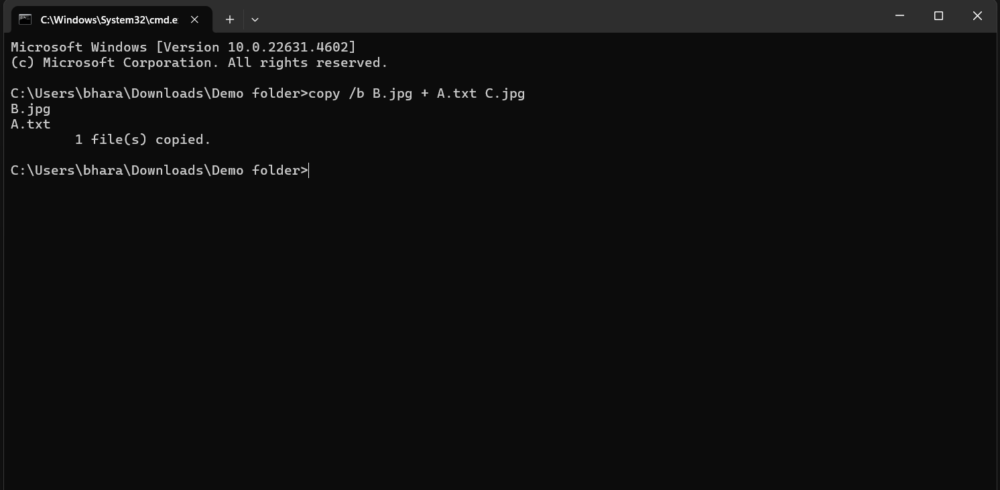 C:\Windows\System32\cmd.e
Microsoft Windows [Version 10.0.22631.4602]
(c) Microsoft Corporation. All rights reserved.
C:\Users\bhara\Downloads\Demo folder>copy /b B.jpg + A.txt C.jpg
B.jpg
A.txt
        1 file(s) copied.
C:\Users\bhara\Downloads\Demo folder>